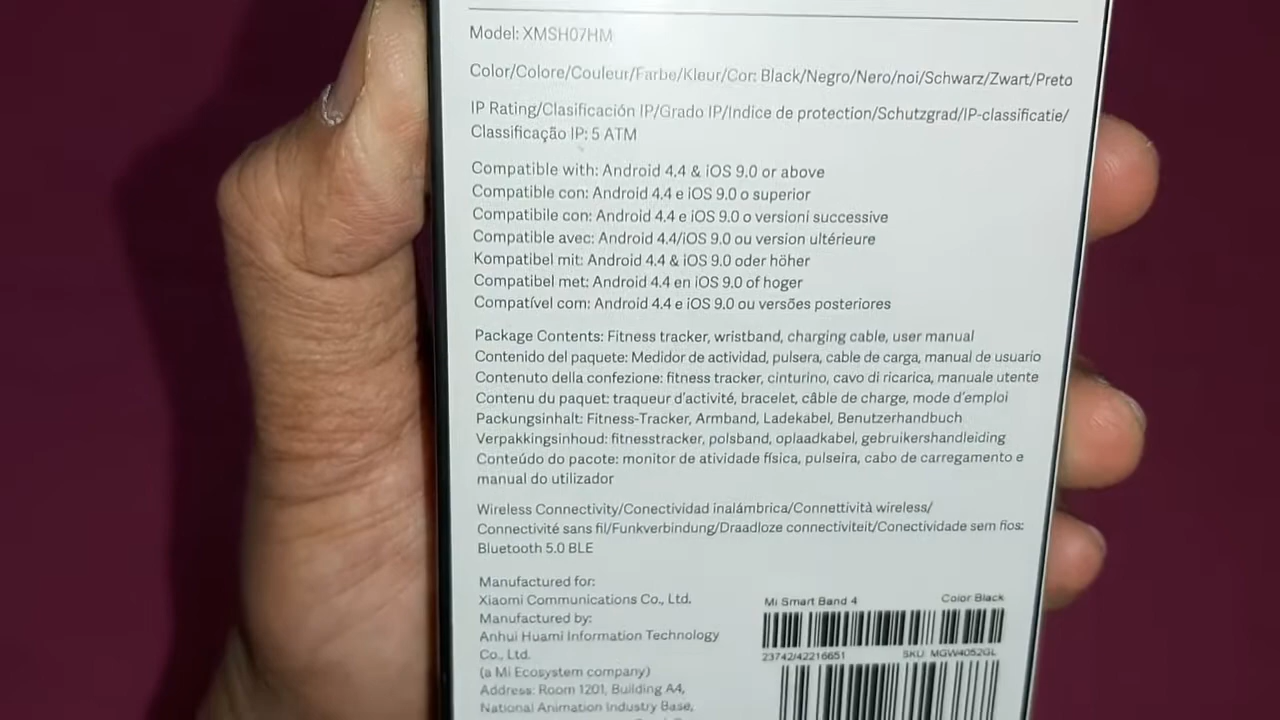 Model: XMSH07HM
Color/Colore/Couleur/Farbe/Kleur/Cor: Black/Negro/Nero/noi/Schwarz/Zwart/Preto
IP Rating/Clasificación IP/Grado IP/Indice de protection/Schutzgrad/IP-classificatie/
Classificação IP: 5 ATM
Compatible with: Android 4.4 & iOS 9.0 or above
Compatible con: Android 4.4 e iOS 9.0 o superior
Compatibile con: Android 4.4 e iOS 9.0 o versioni successive
Compatible avec: Android 4.4/iOS 9.0 ou version ultérieure
Kompatibel mit: Android 4.4 & iOS 9.0 oder höher
Compatibel met: Android 4.4 en iOS 9.0 of hoger
Compatível com: Android 4.4 e iOS 9.0 ou versões posteriores
Package Contents: Fitness tracker, wristband, charging cable, user manual
Contenido del paquete: Medidor de actividad, pulsera, cable de carga, manual de usuario
Contenuto della confezione: fitness tracker, cinturino, cavo di ricarica, manuale utente
Contenu du paquet: traqueur d'activité, bracelet, câble de charge, mode d'emploi
Packungsinhalt: Fitness-Tracker, Armband, Ladekabel, Benutzerhandbuch
Verpakkingsinhoud: fitnesstracker, polsband, oplaadkabel, gebruikershandleiding
Conteúdo do pacote: monitor de atividade física, pulseira, cabo de carregamento e
manual do utilizador
Wireless Connectivity/Conectividad inalámbrica/Connettività wireless/
Connectivité sans fil/Funkverbindung/Draadloze connectiviteit/Conectividade sem fios:
Bluetooth 5.0 BLE
Manufactured for:
Xiaomi Communications Co., Ltd.
Manufactured by:
Anhui Huami Information Technology
Co., Ltd.
(a Mi Ecosystem company)
Address: Room 1201, Building A4,
National Animation Industry Base,
Mi Smart Band 4 Color Black
23742/42216651 SKU: MGW4052GL